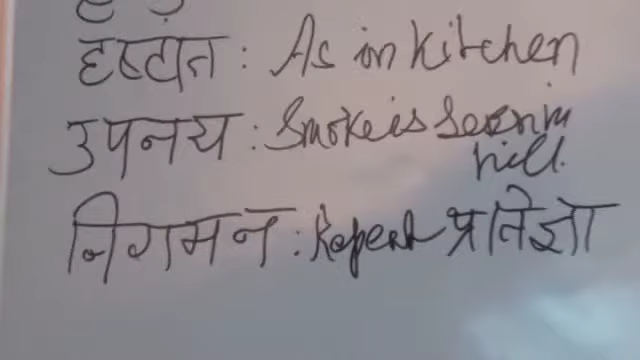 दृष्टांत: As in kitchen
उपनय: Smoke is seen in
hill.
निगमन: Repeat प्रतिज्ञा